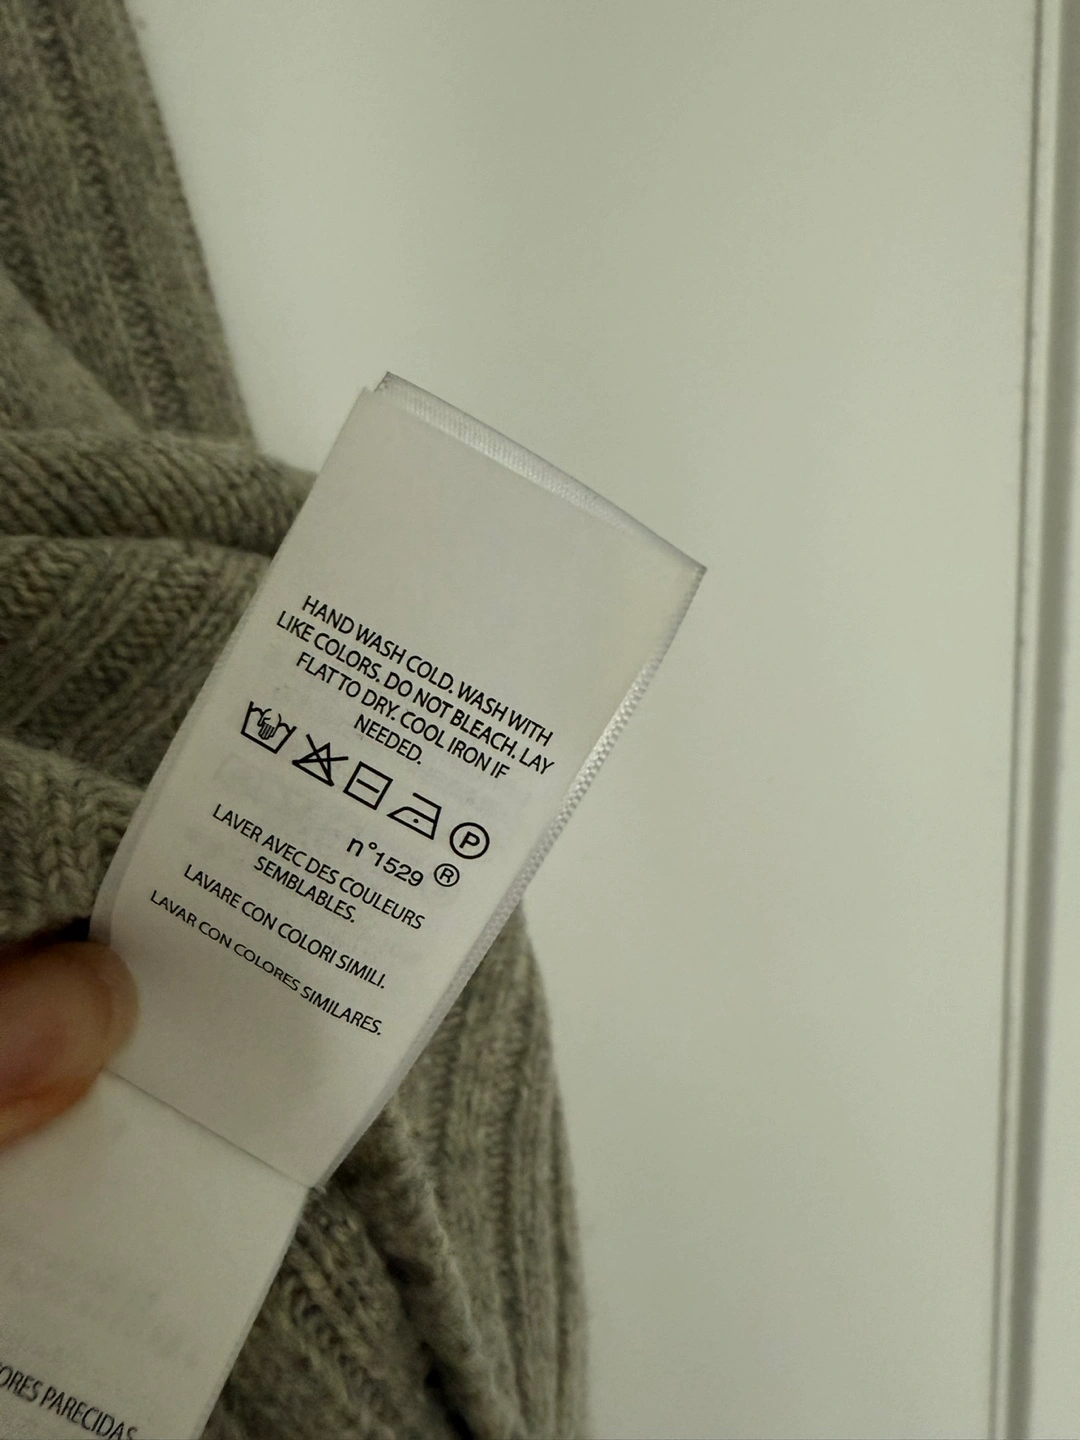 HAND WASH COLD. WASH WITH
LIKE COLORS. DO NOT BLEACH. LAY
FLAT TO DRY. COOL IRON IF
NEEDED.
P
n°1529 ®
LAVER AVEC DES COULEURS
SEMBLABLES.
LAVARE CON COLORI SIMILI.
LAVAR CON COLORES SIMILARES.
ORES PARECIDAS